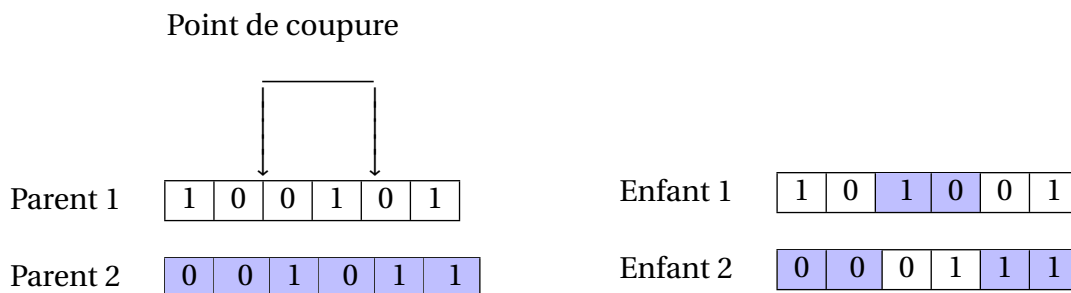 Point de coupure
Parent 1 1 0 0 1 0 1
Parent 2 0 0 1 0 1 1
Enfant 1 1 0 1 0 0 1
Enfant 2 0 0 0 1 1 1